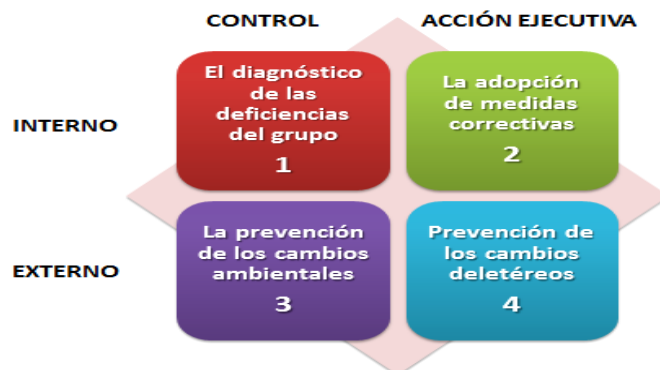 CONTROL
ACCIÓN EJECUTIVA
INTERNO
El diagnóstico
de las
deficiencias
del grupo
1
La adopción
de medidas
correctivas
2
EXTERNO
La prevención
de los cambios
ambientales
3
Prevención de
los cambios
deletéreos
4